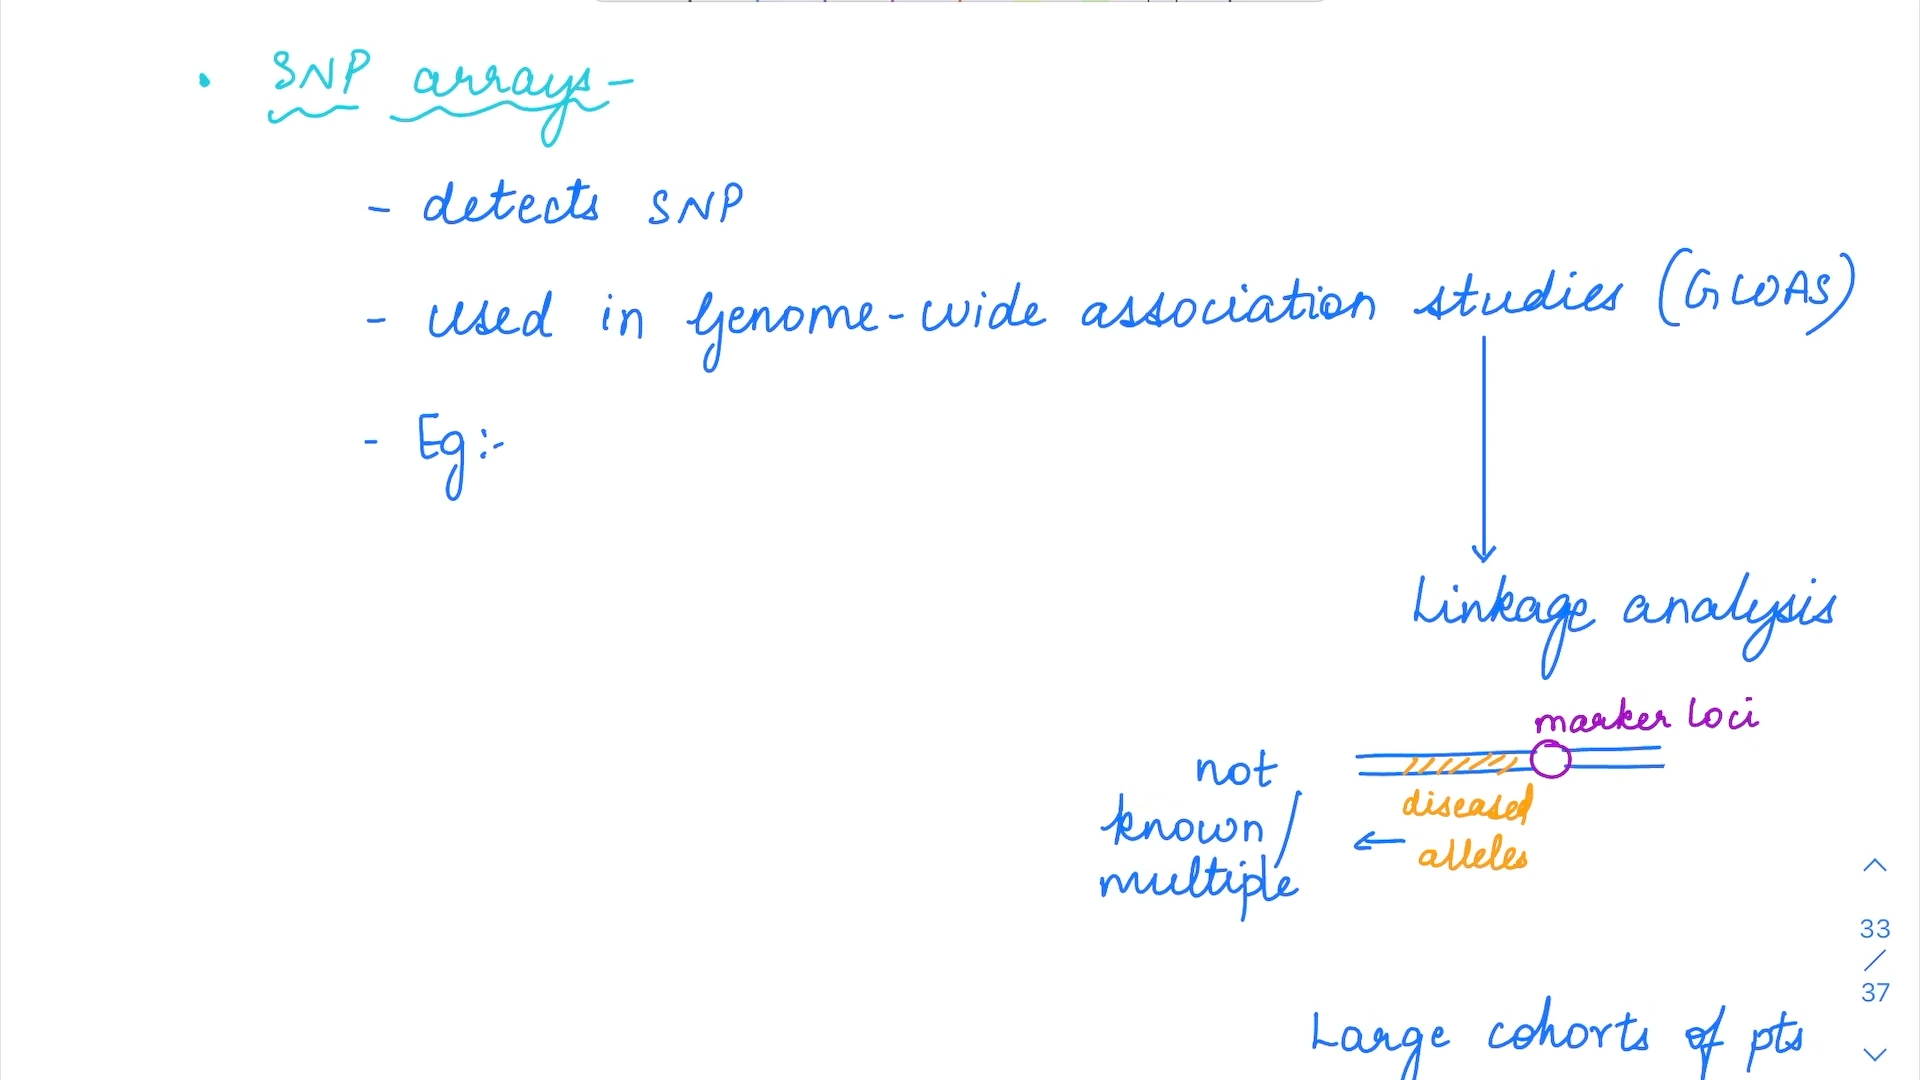 • SNP arrays -
- detects SNP
- used in Genome-wide association studies (GWAS)
- Eg :-
Linkage analysis
marker loci
not
known /
multiple
← diseased
alleles
33
/
37
Large cohorts of pts